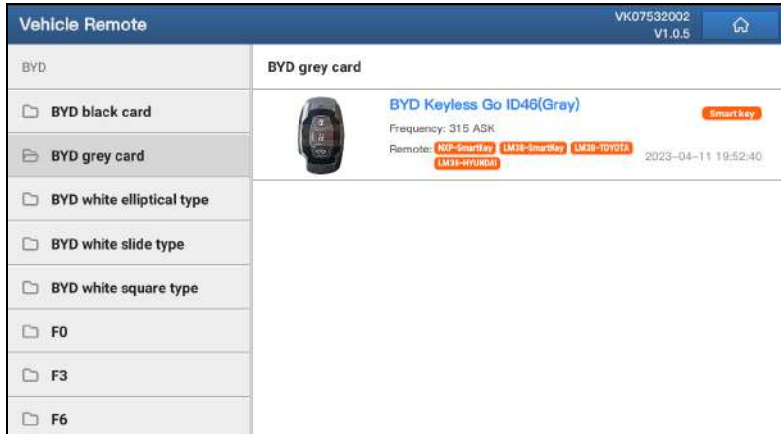 Vehicle Remote
VK07532002
V1.0.5
BYD
BYD grey card
BYD black card
BYD grey card
BYD white elliptical type
BYD white slide type
BYD white square type
F0
F3
F6
BYD Keyless Go ID46(Gray)
Smart key
Frequency: 315 ASK
Remote: NXP-SmartKey LM38-SmartKey LM38-TOYOTA
LM38-HYUNDAI
2023-04-11 19:52:40